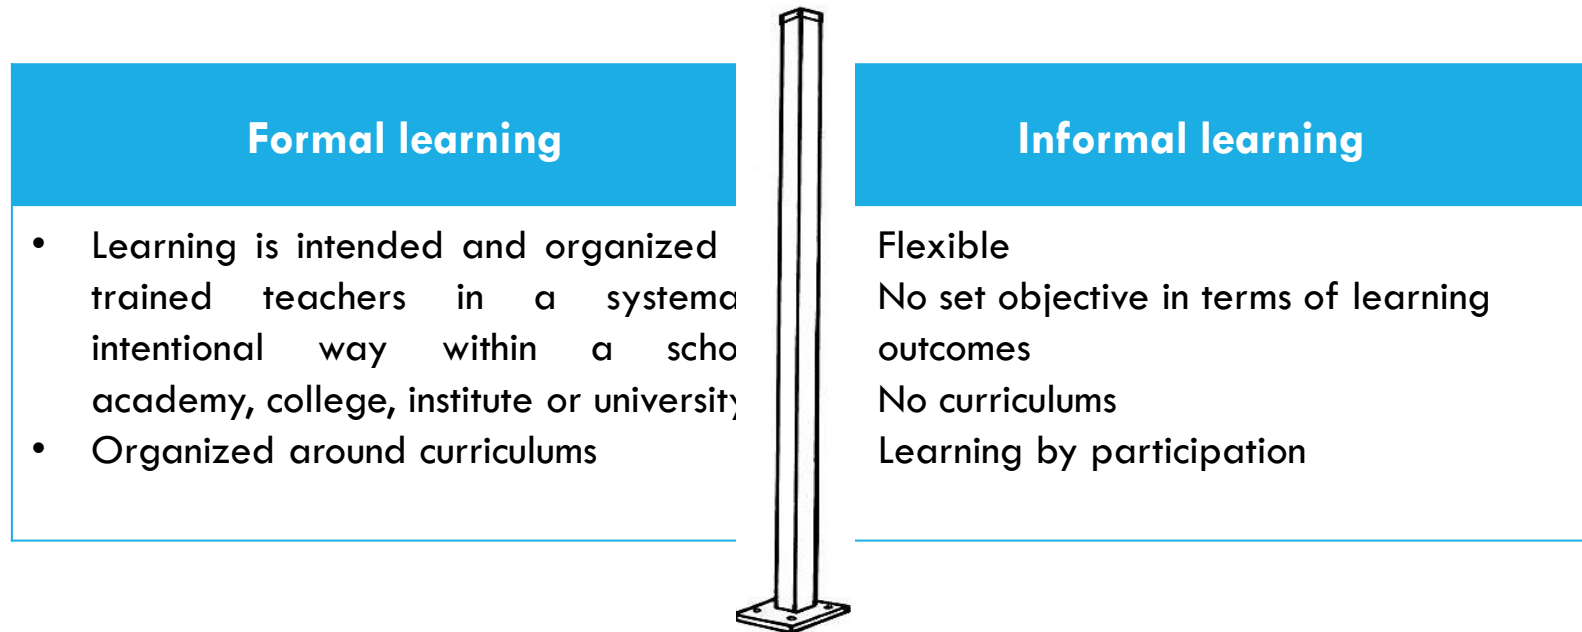 Formal learning
• Learning is intended and organized
trained teachers in a
intentional way within a
academy, college, institute or university
• Organized around curriculums
Informal learning
Flexible
No set objective in terms of learning
outcomes
No curriculums
Learning by participation